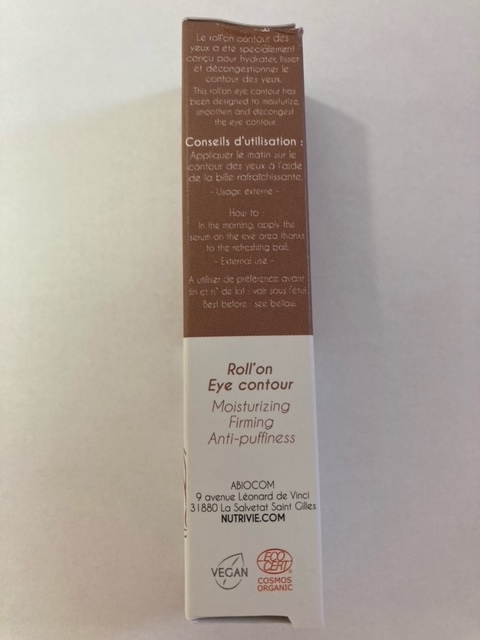 Le roll'on contour des
yeux a été spécialement
conçu pour hydrater, lisser
et décongestionner le
contour des yeux.
This roll'on eye contour has
been designed to moisturize,
smoothen and decongest
the eye contour.
Conseils d'utilisation :
Appliquer le matin sur le
contour des yeux à l'aide
de la bille rafraîchissante.
- Usage externe -
How to :
In the morning, apply the
serum on the eye area thanks
to the refreshing ball.
- External use -
A utiliser de préférence avant
fin et n° de lot : voir sous l'étui.
Best before : see bellow.
Roll'on
Eye contour
Moisturizing
Firming
Anti-puffiness
ABIOCOM
9 avenue Léonard de Vinci
31880 La Salvetat Saint Gilles
NUTRIVIE.COM
VEGAN
ECO
CERT
COSMOS
ORGANIC